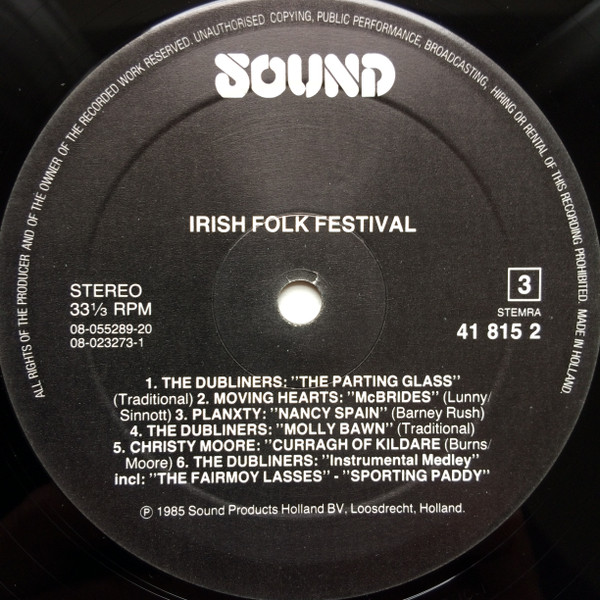 ALL RIGHTS OF THE PRODUCER AND OF THE OWNER OF THE RECORDED WORK RESERVED. UNAUTHORISED COPYING, PUBLIC PERFORMANCE, BROADCASTING, HIRING OR RENTAL OF THIS RECORDING PROHIBITED. MADE IN HOLLAND.
SOUND
IRISH FOLK FESTIVAL
STEREO
33⅓ RPM
08-055289-20
08-023273-1
3
STEMRA
41 815 2
1. THE DUBLINERS: "THE PARTING GLASS"
(Traditional) 2. MOVING HEARTS: "McBRIDES" (Lunny/
Sinnott) 3. PLANXTY: "NANCY SPAIN" (Barney Rush)
4. THE DUBLINERS: "MOLLY BAWN" (Traditional)
5. CHRISTY MOORE: "CURRAGH OF KILDARE (Burns/
Moore) 6. THE DUBLINERS: "Instrumental Medley"
incl: "THE FAIRMOY LASSES" - "SPORTING PADDY"
℗ 1985 Sound Products Holland BV, Loosdrecht, Holland.